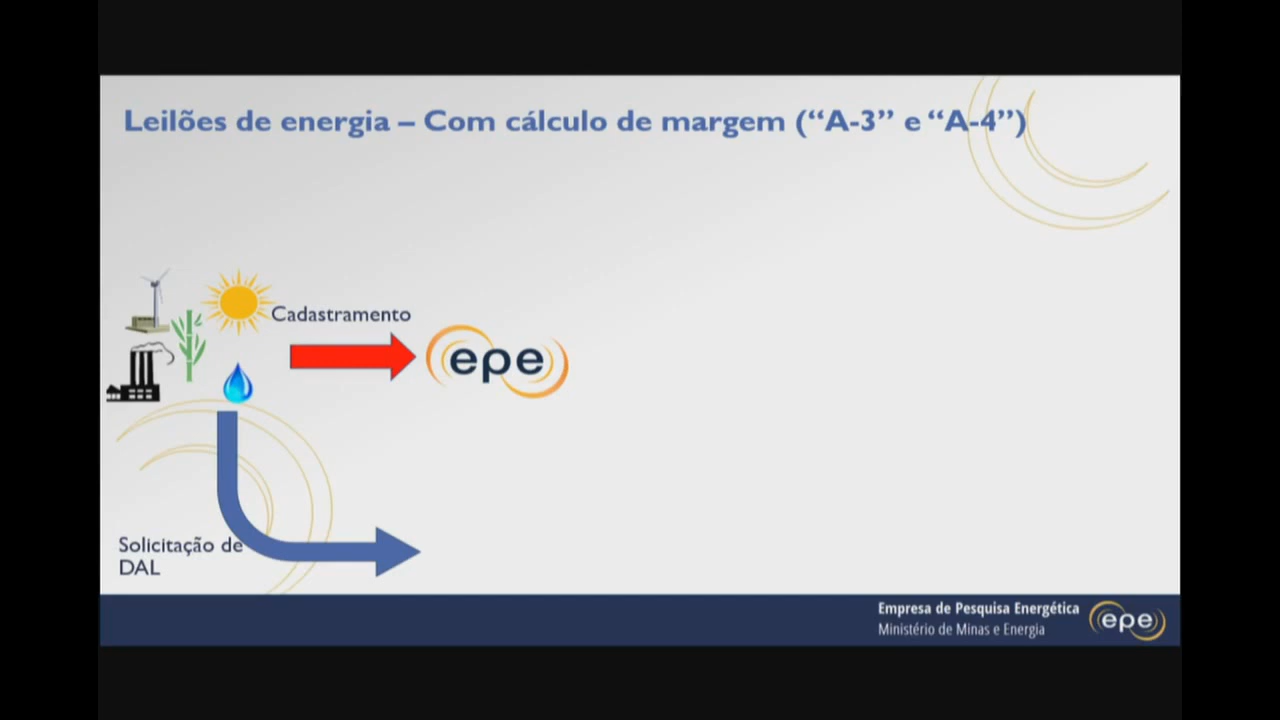 Leilões de energia – Com cálculo de margem (“A-3” e “A-4”)
Cadastramento
epe
Solicitação de
DAL
Empresa de Pesquisa Energética
Ministério de Minas e Energia
epe